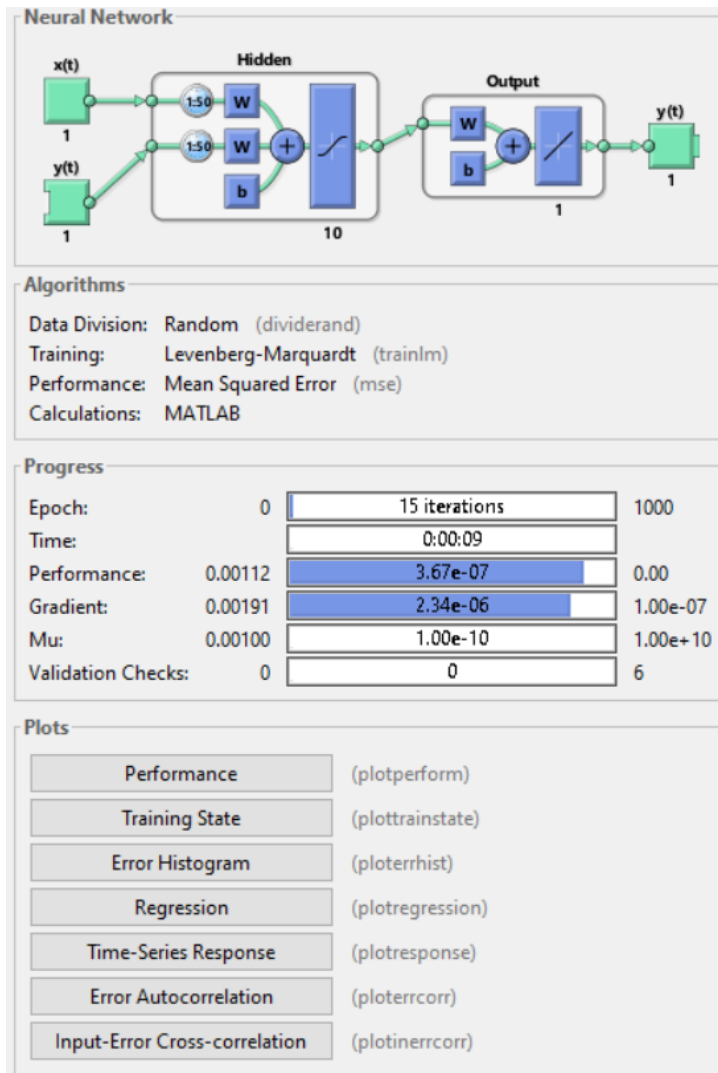 Neural Network
x(t)
1
y(t)
1
Hidden
1:50
W
1:50
W
b
+
10
Output
W
b
+
1
y(t)
1
Algorithms
Data Division: Random (dividerand)
Training: Levenberg-Marquardt (trainlm)
Performance: Mean Squared Error (mse)
Calculations: MATLAB
Progress
Epoch: 0 15 iterations 1000
Time: 0:00:09
Performance: 0.00112 3.67e-07 0.00
Gradient: 0.00191 2.34e-06 1.00e-07
Mu: 0.00100 1.00e-10 1.00e+10
Validation Checks: 0 0 6
Plots
Performance (plotperform)
Training State (plottrainstate)
Error Histogram (ploterrhist)
Regression (plotregression)
Time-Series Response (plotresponse)
Error Autocorrelation (ploterrcorr)
Input-Error Cross-correlation (plotinerrcorr)